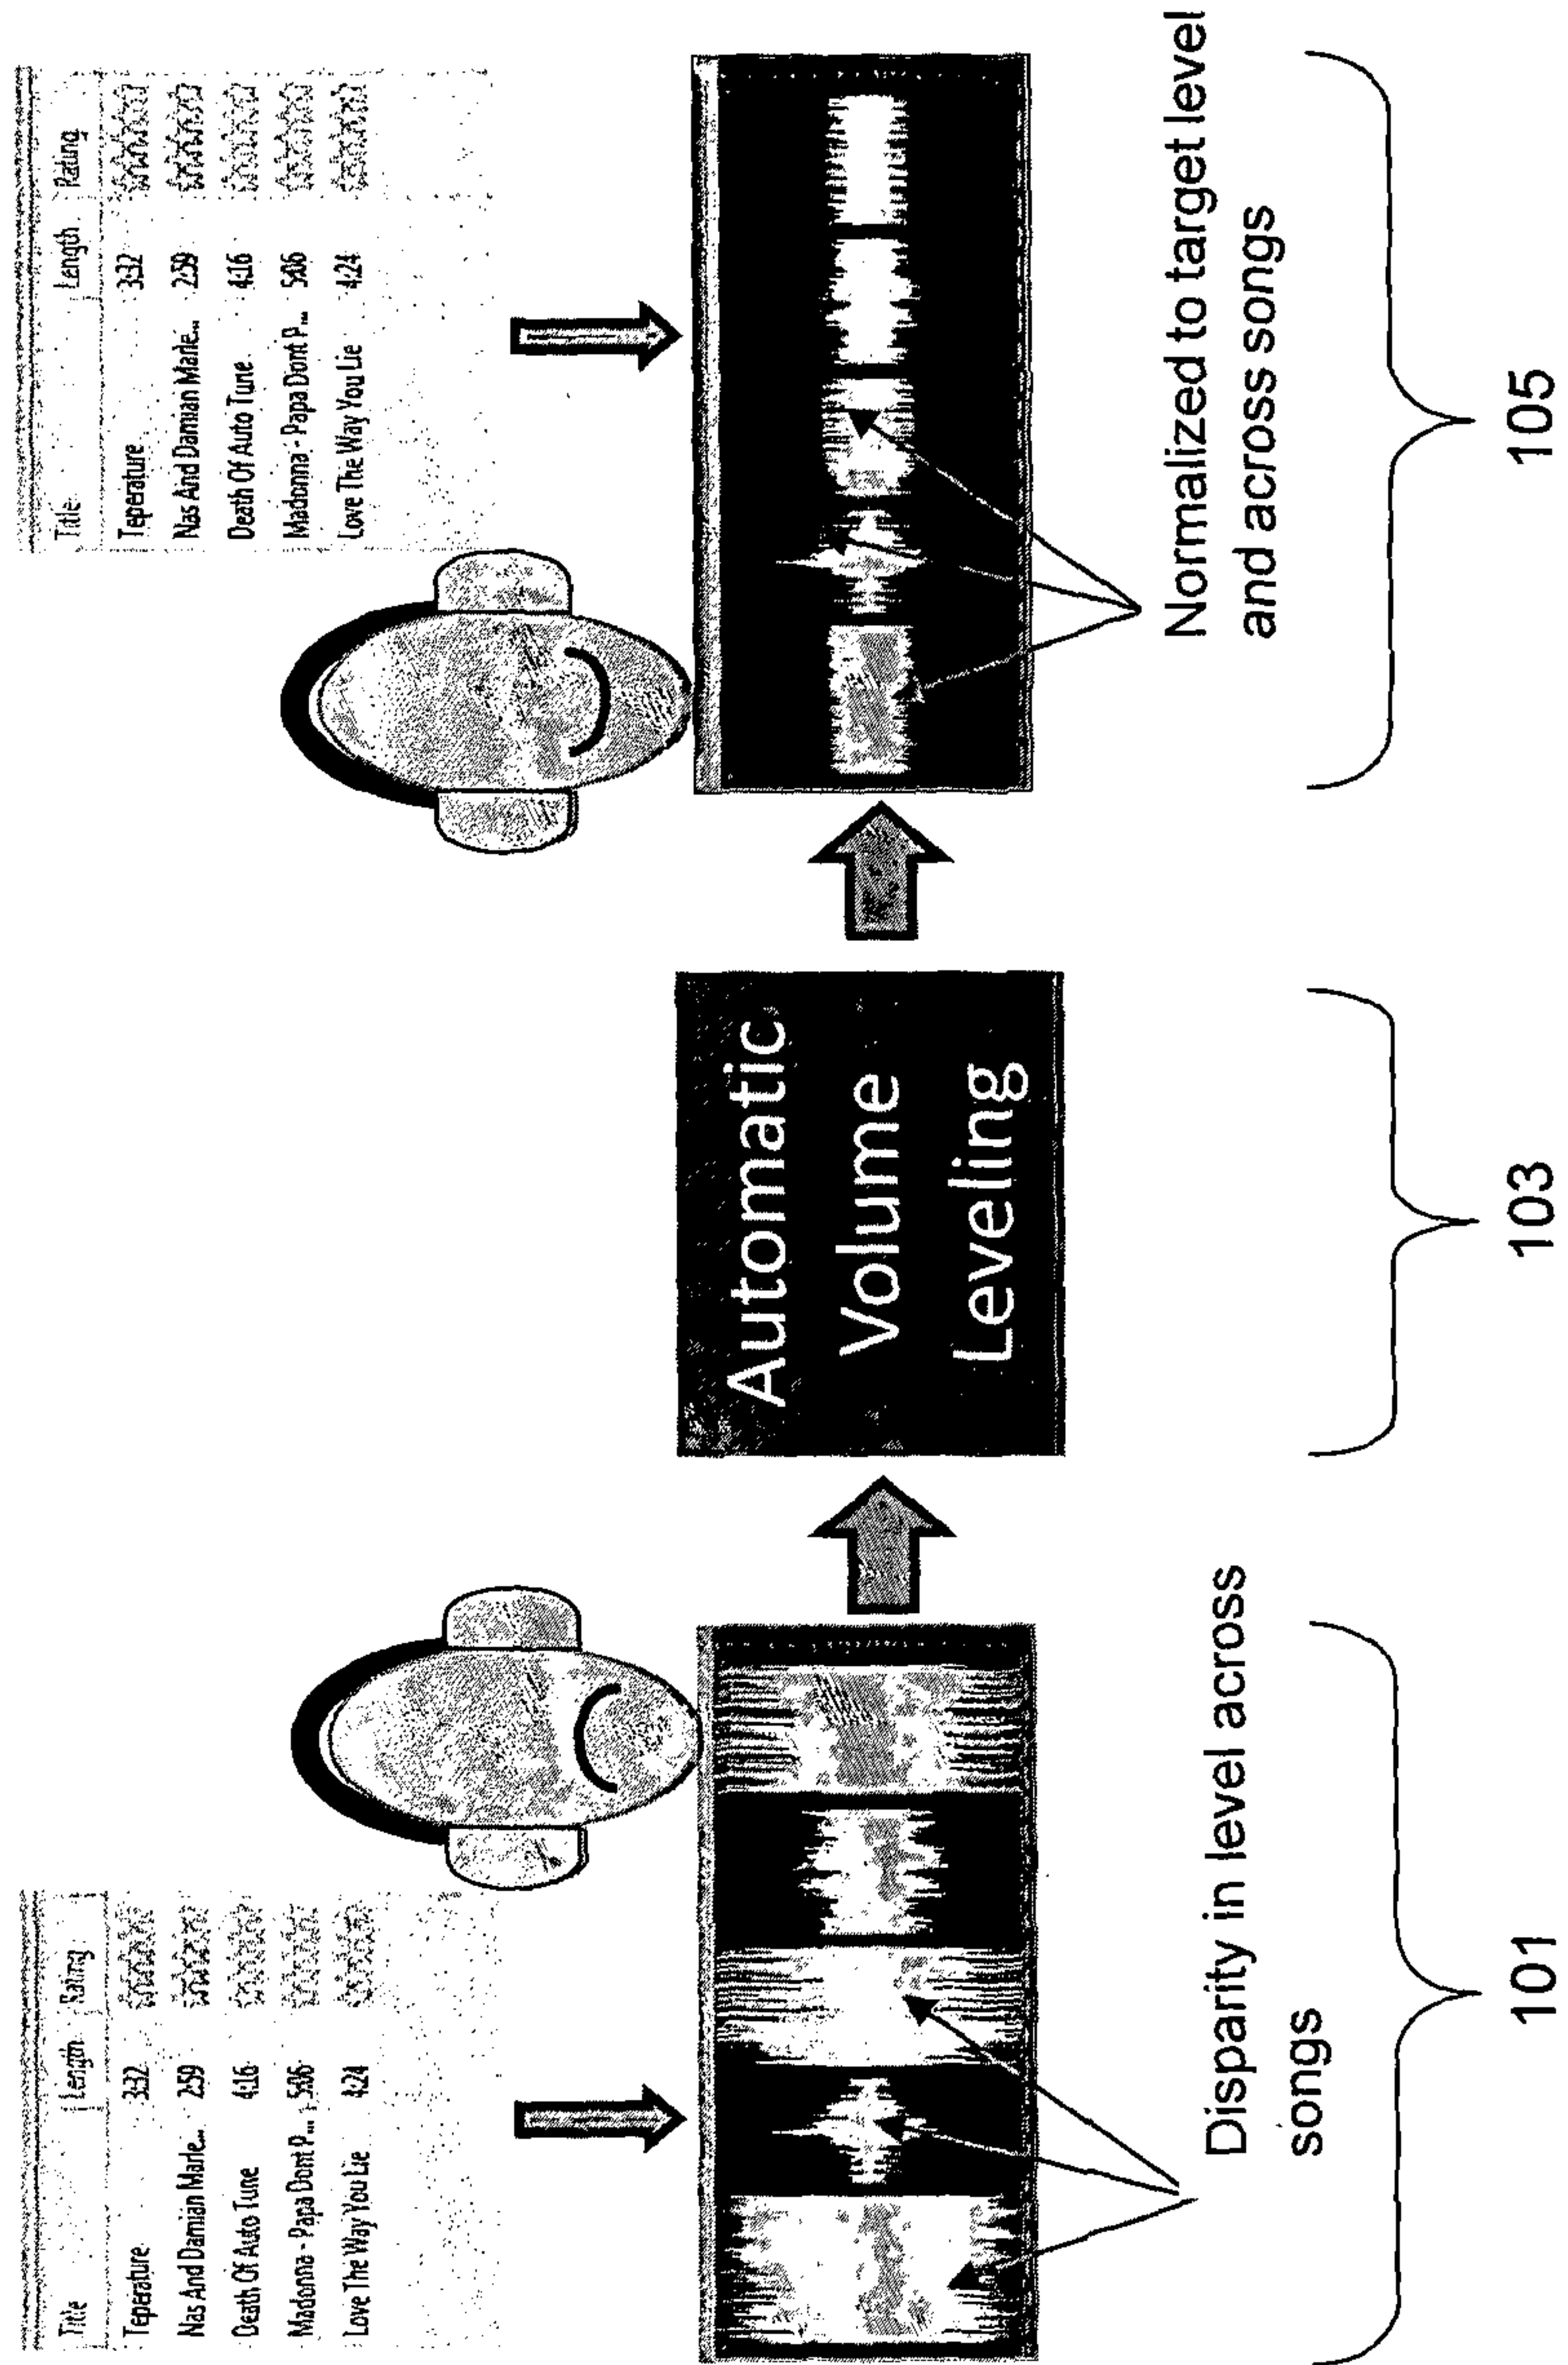 Title Length Rating
Teperature 3:32
Nas And Damian Marle... 2:59
Death Of Auto Tune 4:16
Madonna - Papa Dont P... 5:06
Love The Way You Lie 4:24
Disparity in level across
songs
101
Automatic
Volume
Leveling
103
Title Length Rating
Teperature 3:32
Nas And Damian Marle... 2:59
Death Of Auto Tune 4:16
Madonna - Papa Dont P... 5:06
Love The Way You Lie 4:24
Normalized to target level
and across songs
105